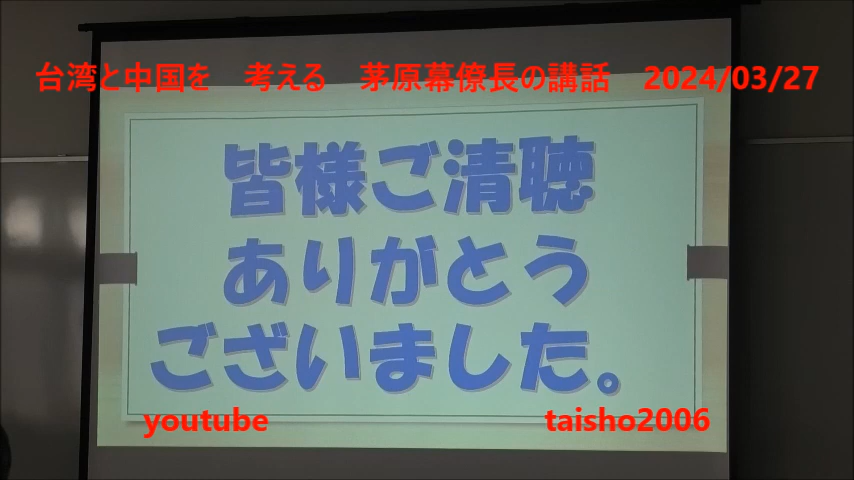 台湾と中国を　考える　茅原幕僚長の講話　2024/03/27
皆様ご清聴
ありがとう
ございました。
youtube
taisho2006